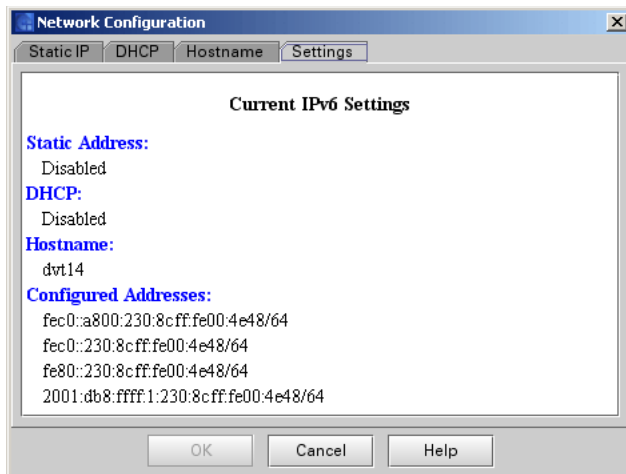 Network Configuration
Static IP DHCP Hostname Settings
Current IPv6 Settings
Static Address:
Disabled
DHCP:
Disabled
Hostname:
dvt14
Configured Addresses:
fec0::a800:230:8cff:fe00:4e48/64
fec0::230:8cff:fe00:4e48/64
fe80::230:8cff:fe00:4e48/64
2001:db8:ffff:1:230:8cff:fe00:4e48/64
OK Cancel Help